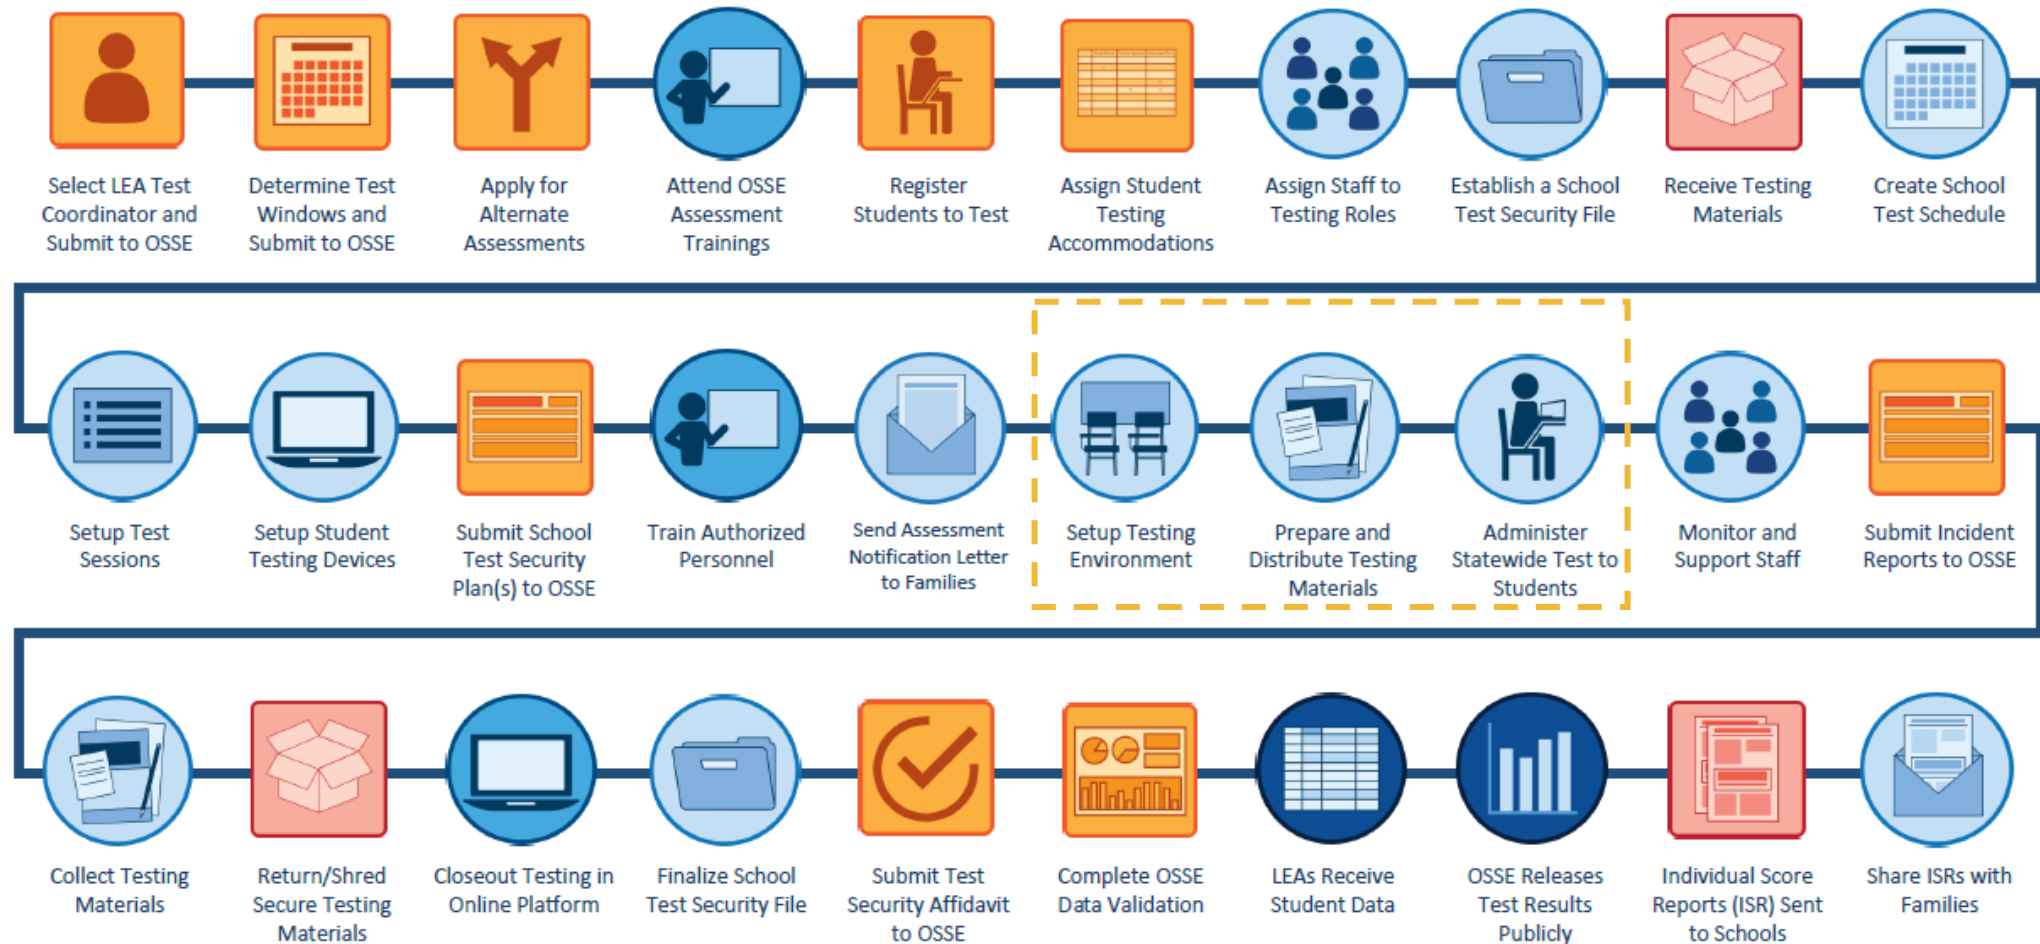 Select LEA Test
Coordinator and
Submit to OSSE
Determine Test
Windows and
Submit to OSSE
Apply for
Alternate
Assessments
Attend OSSE
Assessment
Trainings
Register
Students to Test
Assign Student
Testing
Accommodations
Assign Staff to
Testing Roles
Establish a School
Test Security File
Receive Testing
Materials
Create School
Test Schedule
Setup Test
Sessions
Setup Student
Testing Devices
Submit School
Test Security
Plan(s) to OSSE
Train Authorized
Personnel
Send Assessment
Notification Letter
to Families
Setup Testing
Environment
Prepare and
Distribute Testing
Materials
Administer
Statewide Test to
Students
Monitor and
Support Staff
Submit Incident
Reports to OSSE
Collect Testing
Materials
Return/Shred
Secure Testing
Materials
Closeout Testing in
Online Platform
Finalize School
Test Security File
Submit Test
Security Affidavit
to OSSE
Complete OSSE
Data Validation
LEAs Receive
Student Data
OSSE Releases
Test Results
Publicly
Individual Score
Reports (ISR) Sent
to Schools
Share ISRs with
Families